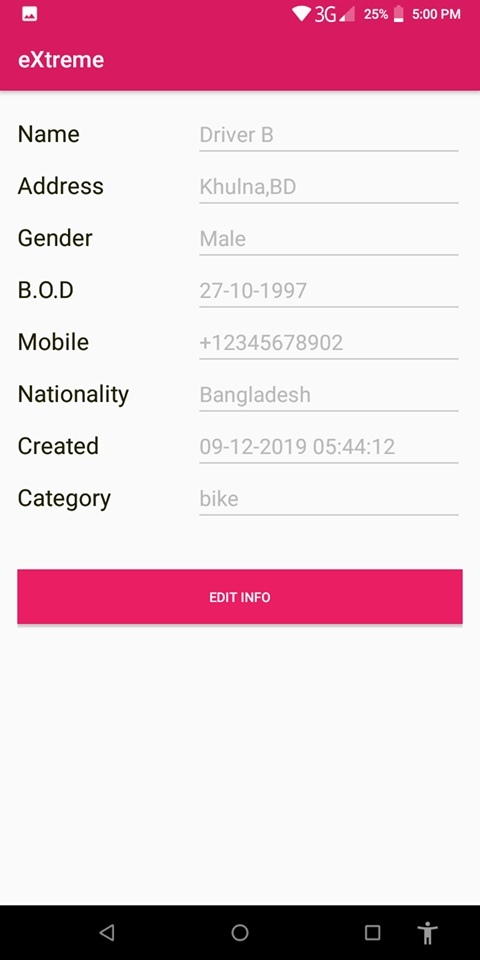 3G 25% 5:00 PM
eXtreme
Name Driver B
Address Khulna,BD
Gender Male
B.O.D 27-10-1997
Mobile +12345678902
Nationality Bangladesh
Created 09-12-2019 05:44:12
Category bike
EDIT INFO